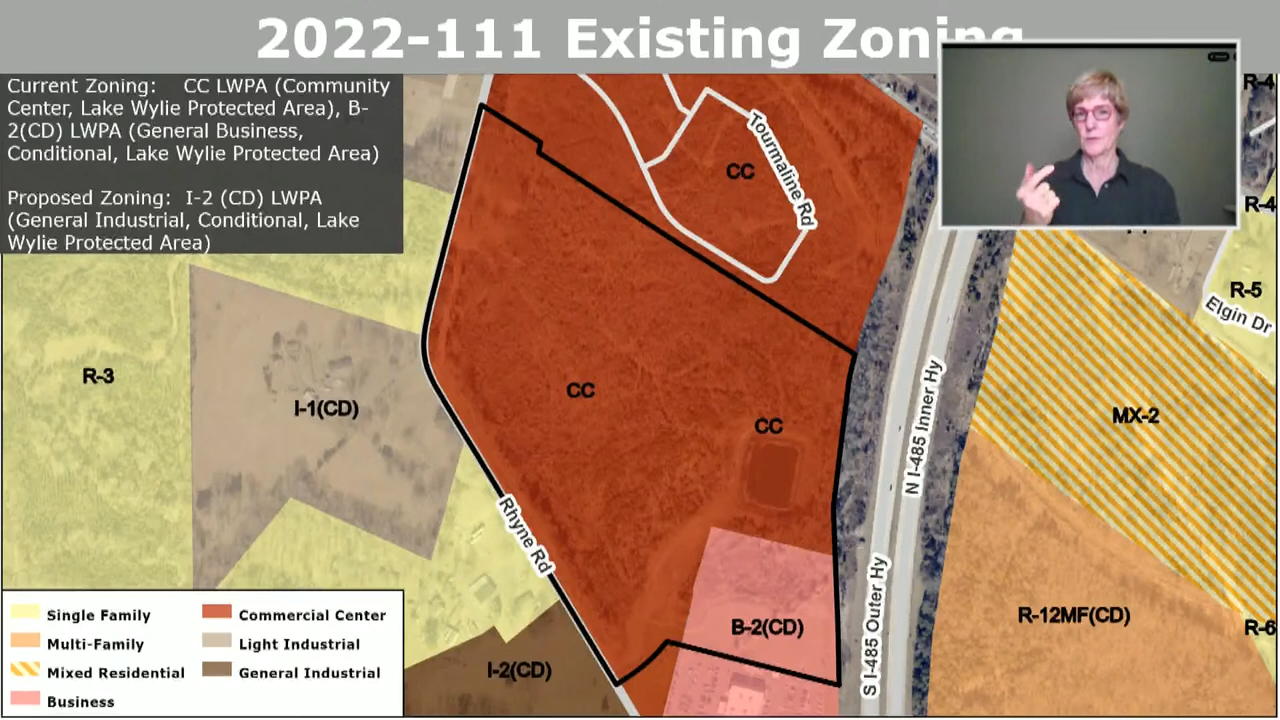 2022-111 Existing Zoning
Current Zoning: CC LWPA (Community
Center, Lake Wylie Protected Area), B-
2(CD) LWPA (General Business,
Conditional, Lake Wylie Protected Area)
Proposed Zoning: I-2 (CD) LWPA
(General Industrial, Conditional, Lake
Wylie Protected Area)
CC
Tourmaline Rd
R-4
R-4
R-5
Elgin Dr
R-3
I-1(CD)
CC
CC
N I-485 Inner Hy
MX-2
Rhyne Rd
S I-485 Outer Hy
B-2(CD)
R-12MF(CD)
R-6
I-2(CD)
Single Family
Multi-Family
Mixed Residential
Business
Commercial Center
Light Industrial
General Industrial